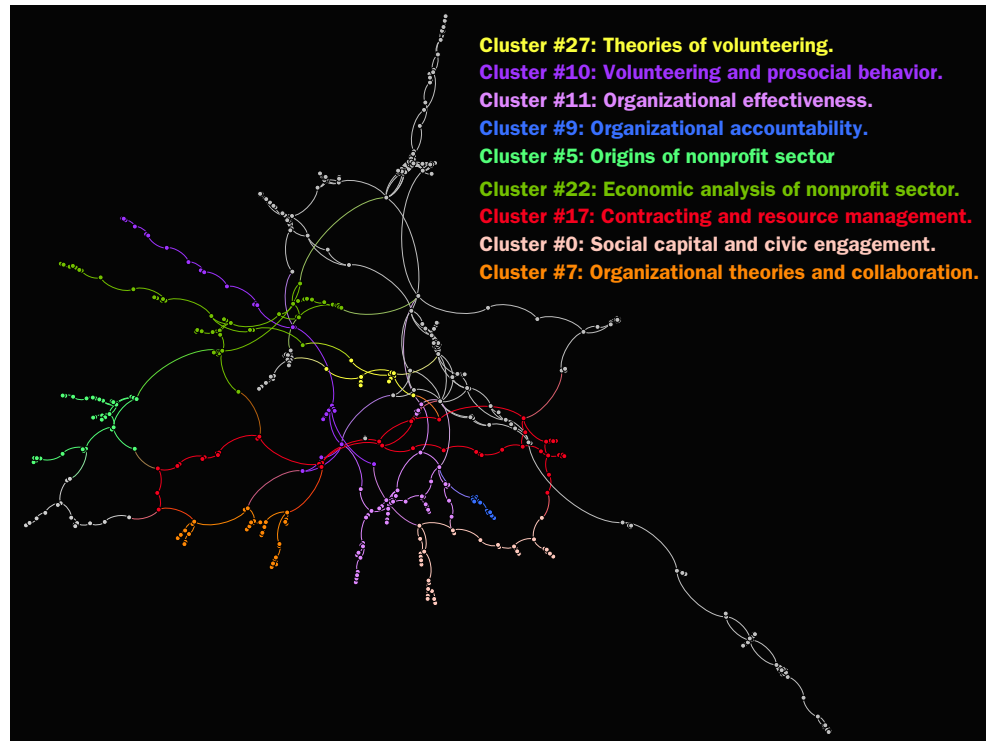 Cluster #27: Theories of volunteering.
Cluster #10: Volunteering and prosocial behavior.
Cluster #11: Organizational effectiveness.
Cluster #9: Organizational accountability.
Cluster #5: Origins of nonprofit sector
Cluster #22: Economic analysis of nonprofit sector.
Cluster #17: Contracting and resource management.
Cluster #0: Social capital and civic engagement.
Cluster #7: Organizational theories and collaboration.